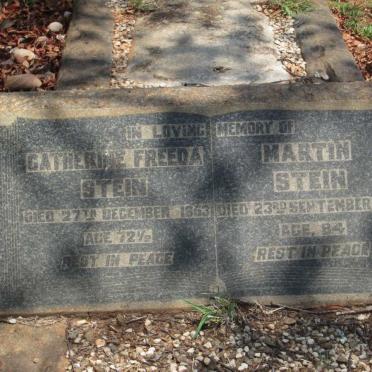 IN LOVING MEMORY OF
CATHERINE FREEDA
STEIN
DIED 27TH DECEMBER 1963
AGE 72½
REST IN PEACE
MARTIN
STEIN
DIED 23RD SEPTEMBER
AGE 84
REST IN PEACE